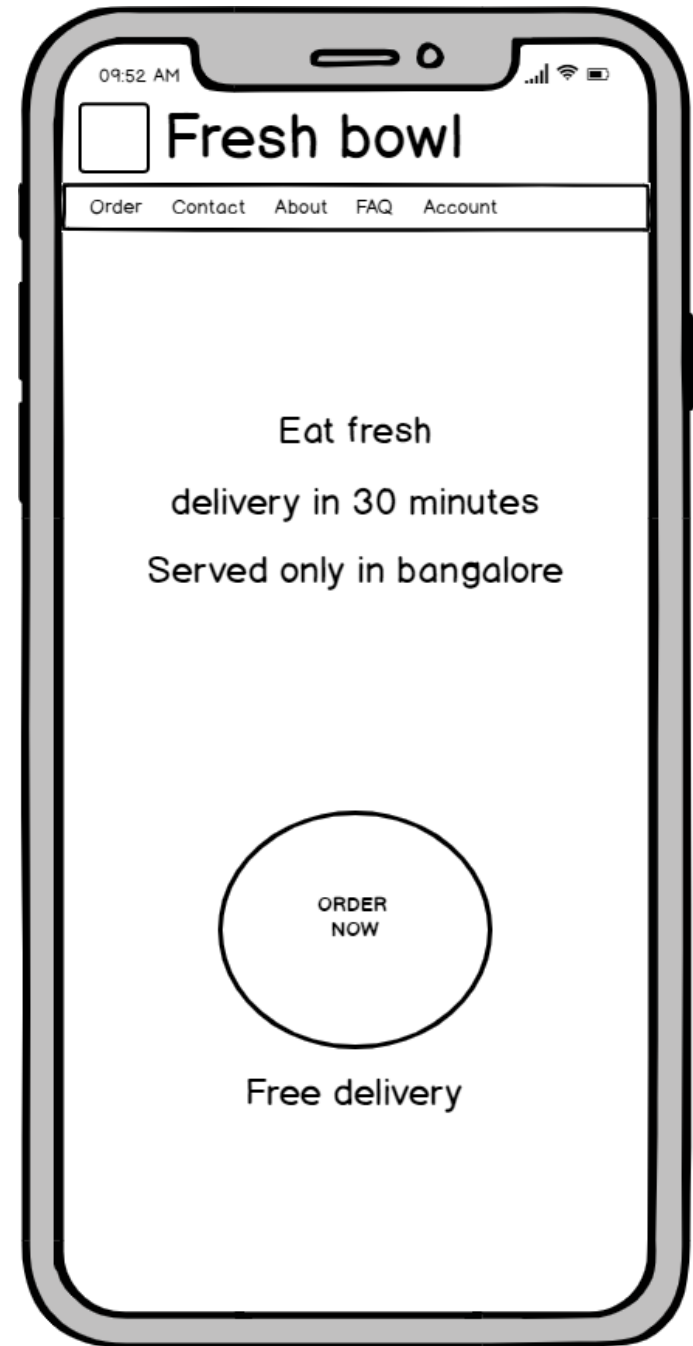 09:52 AM
Fresh bowl
Order Contact About FAQ Account
Eat fresh
delivery in 30 minutes
Served only in bangalore
ORDER
NOW
Free delivery